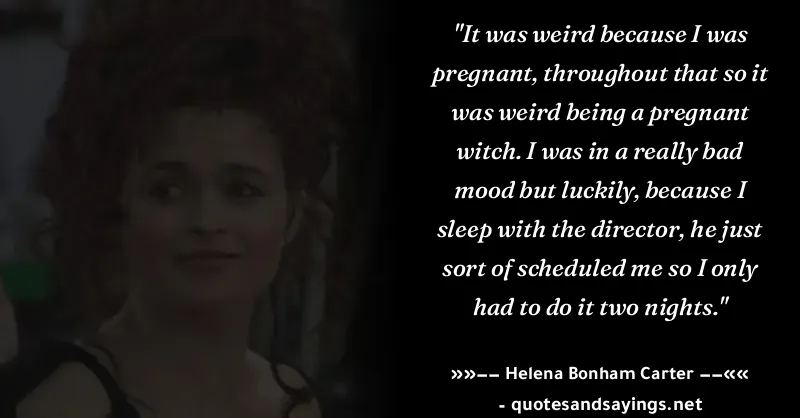 "It was weird because I was
pregnant, throughout that so it
was weird being a pregnant
witch. I was in a really bad
mood but luckily, because I
sleep with the director, he just
sort of scheduled me so I only
had to do it two nights."
»»−− Helena Bonham Carter −−««
- quotesandsayings.net